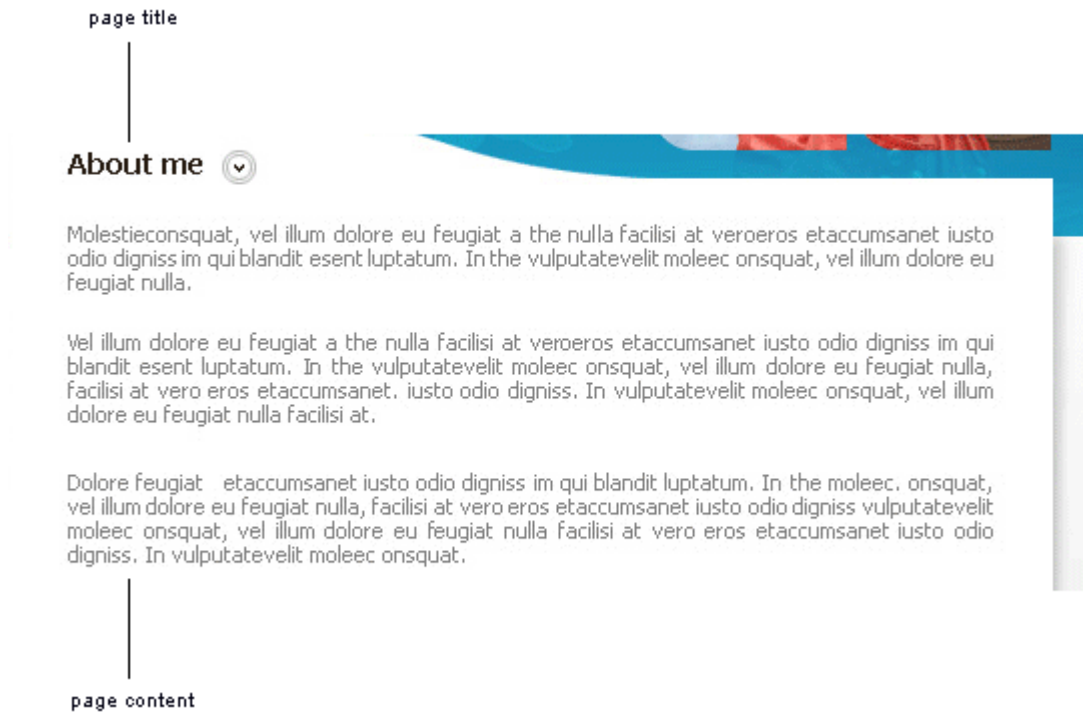 page title
About me
Molestieconsquat, vel illum dolore eu feugiat a the nulla facilisi at veroeros etaccumsanet iusto
odio digniss im qui blandit esent luptatum. In the vulputatevelit moleec onsquat, vel illum dolore eu
feugiat nulla.
Vel illum dolore eu feugiat a the nulla facilisi at veroeros etaccumsanet iusto odio digniss im qui
blandit esent luptatum. In the vulputatevelit moleec onsquat, vel illum dolore eu feugiat nulla,
facilisi at vero eros etaccumsanet. iusto odio digniss. In vulputatevelit moleec onsquat, vel illum
dolore eu feugiat nulla facilisi at.
Dolore feugiat etaccumsanet iusto odio digniss im qui blandit luptatum. In the moleec. onsquat,
vel illum dolore eu feugiat nulla, facilisi at vero eros etaccumsanet iusto odio digniss vulputatevelit
moleec onsquat, vel illum dolore eu feugiat nulla facilisi at vero eros etaccumsanet iusto odio
digniss. In vulputatevelit moleec onsquat.
page content